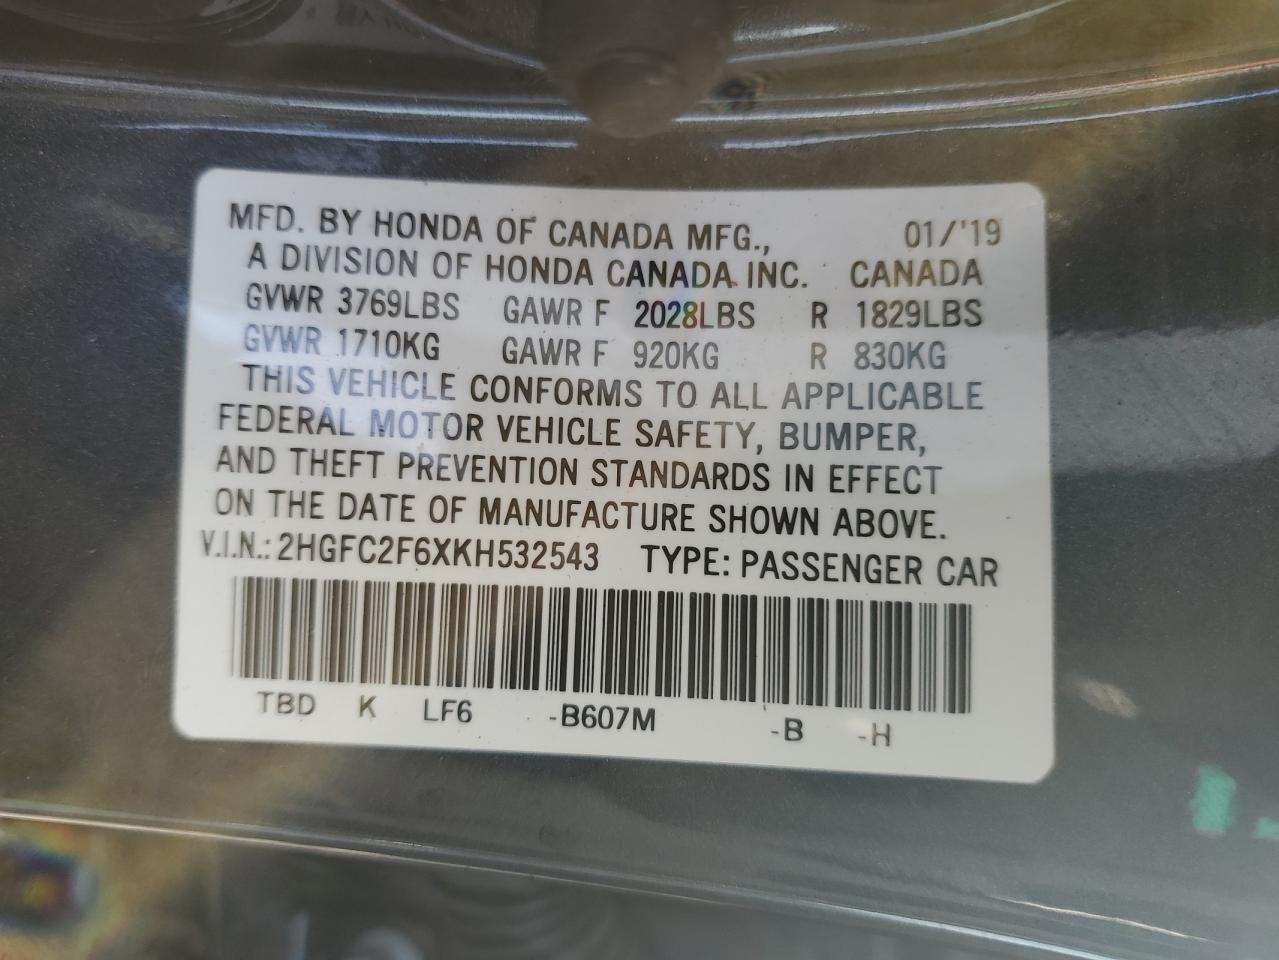 MFD. BY HONDA OF CANADA MFG., 01/'19
A DIVISION OF HONDA CANADA INC. CANADA
GVWR 3769LBS GAWR F 2028LBS R 1829LBS
GVWR 1710KG GAWR F 920KG R 830KG
THIS VEHICLE CONFORMS TO ALL APPLICABLE
FEDERAL MOTOR VEHICLE SAFETY, BUMPER,
AND THEFT PREVENTION STANDARDS IN EFFECT
ON THE DATE OF MANUFACTURE SHOWN ABOVE.
V.I.N.: 2HGFC2F6XKH532543 TYPE: PASSENGER CAR
TBD K LF6 -B607M -B -H